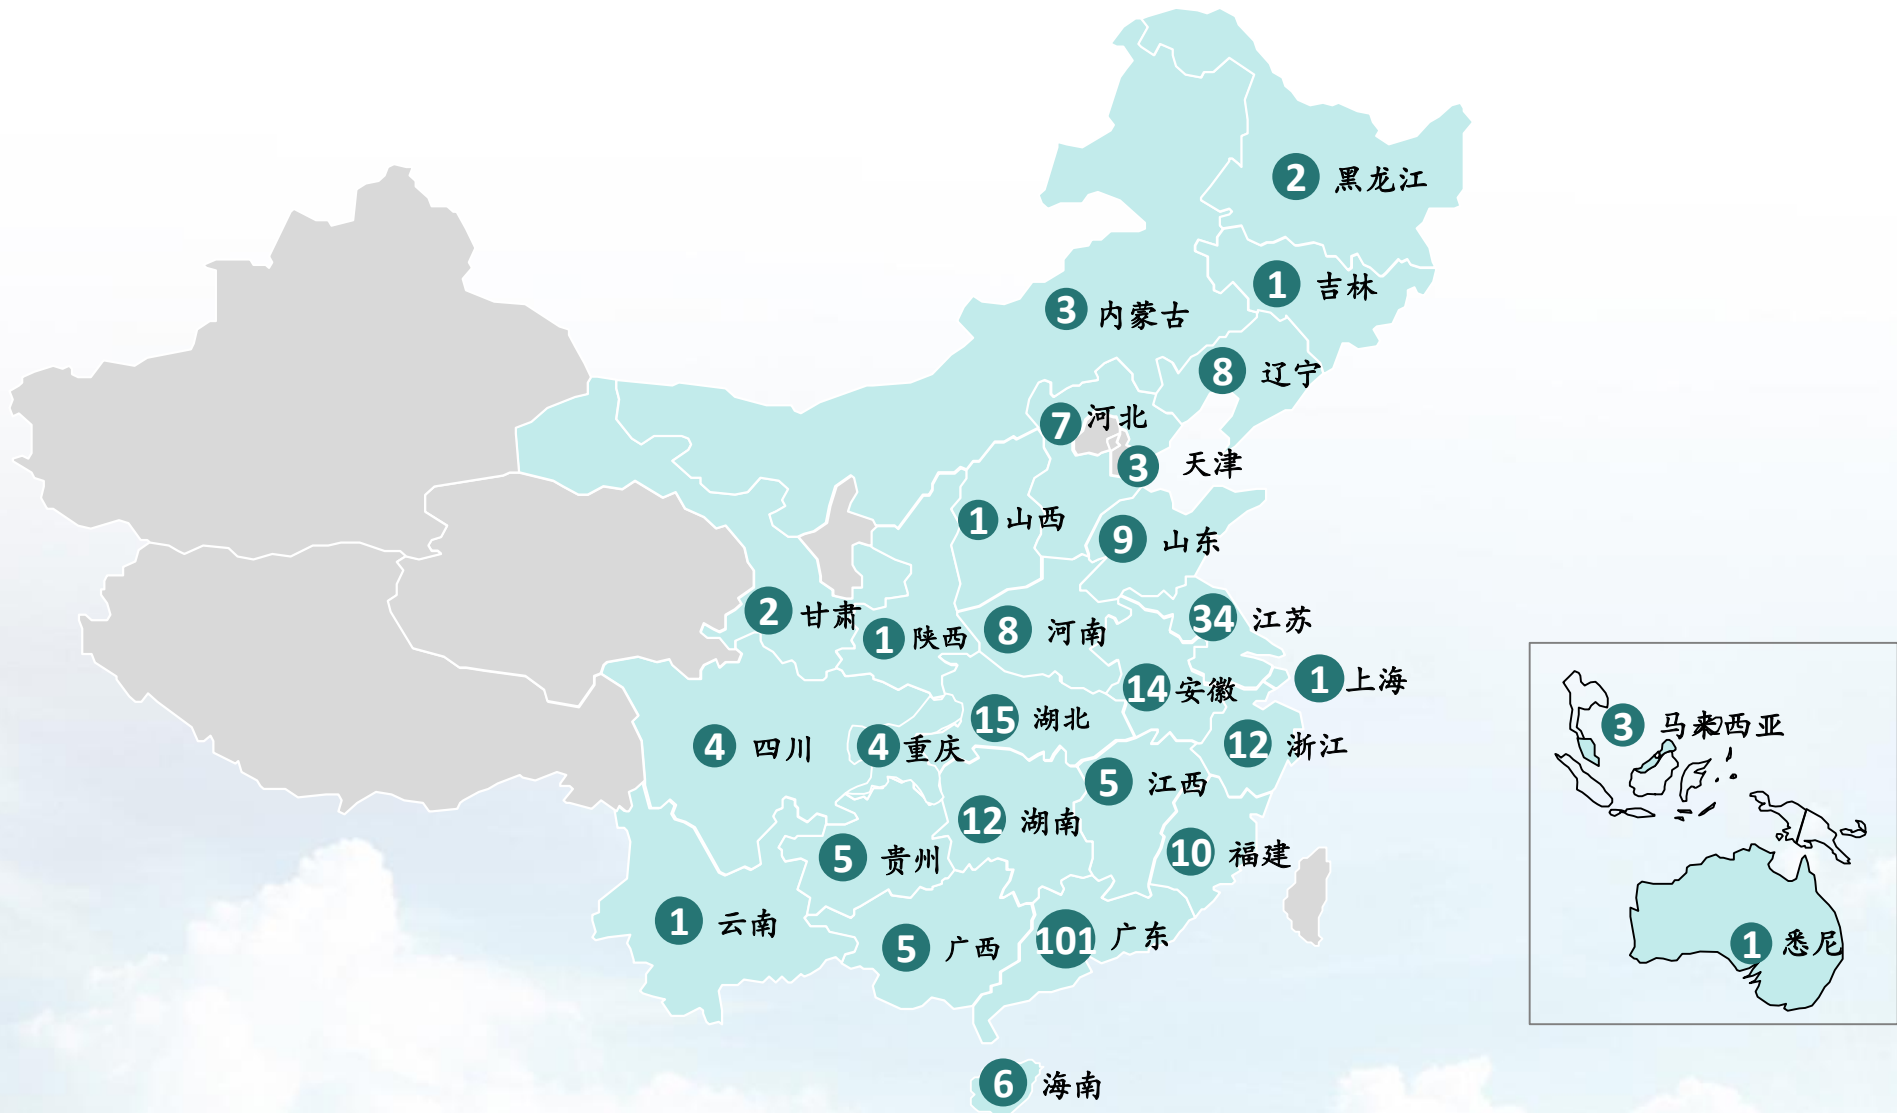 2 黑龙江
1 吉林
3 内蒙古
8 辽宁
7 河北
3 天津
1 山西
9 山东
2 甘肃
1 陕西
8 河南
34 江苏
14 安徽
1 上海
15 湖北
4 四川
4 重庆
12 浙江
5 江西
12 湖南
5 贵州
10 福建
1 云南
5 广西
101 广东
6 海南
3 马来西亚
1 悉尼